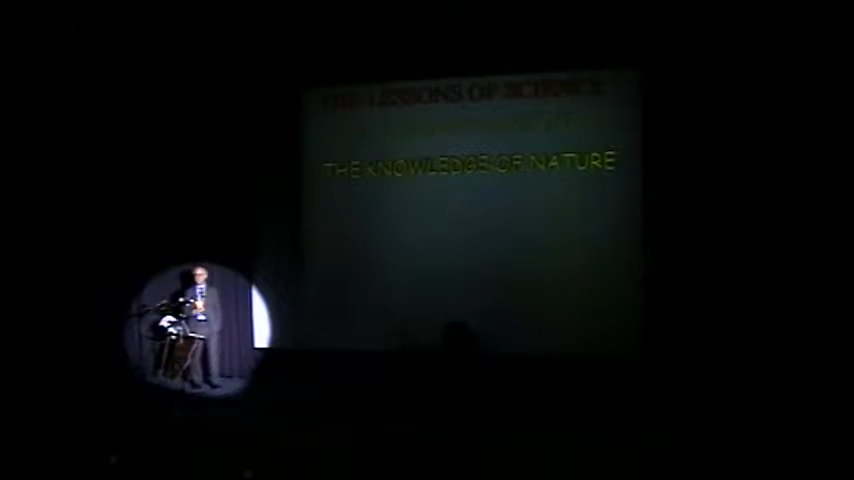 THE LESSONS OF SCIENCE
THE KNOWLEDGE OF NATURE